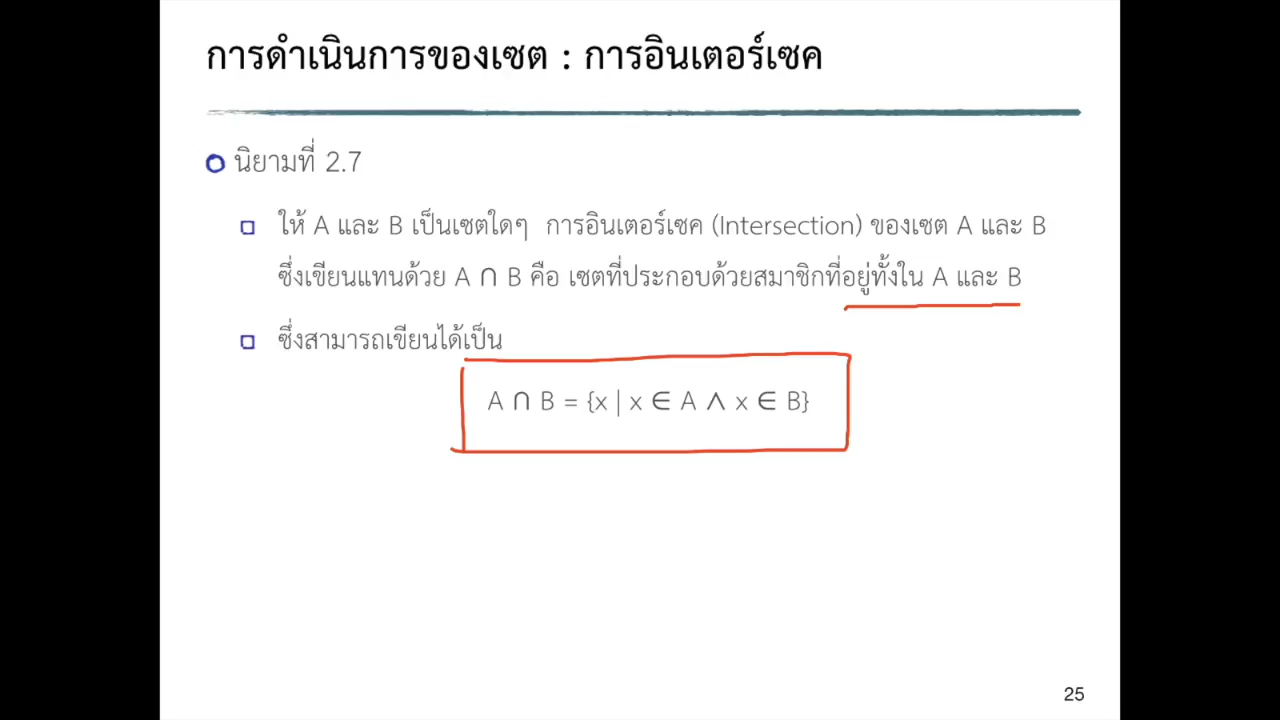 การดำเนินการของเซต : การอินเตอร์เซค
นิยามที่ 2.7
ให้ A และ B เป็นเซตใดๆ การอินเตอร์เซค (Intersection) ของเซต A และ B
ซึ่งเขียนแทนด้วย A ∩ B คือ เซตที่ประกอบด้วยสมาชิกที่อยู่ทั้งใน A และ B
ซึ่งสามารถเขียนได้เป็น
A ∩ B = {x | x ∈ A ∧ x ∈ B}
25